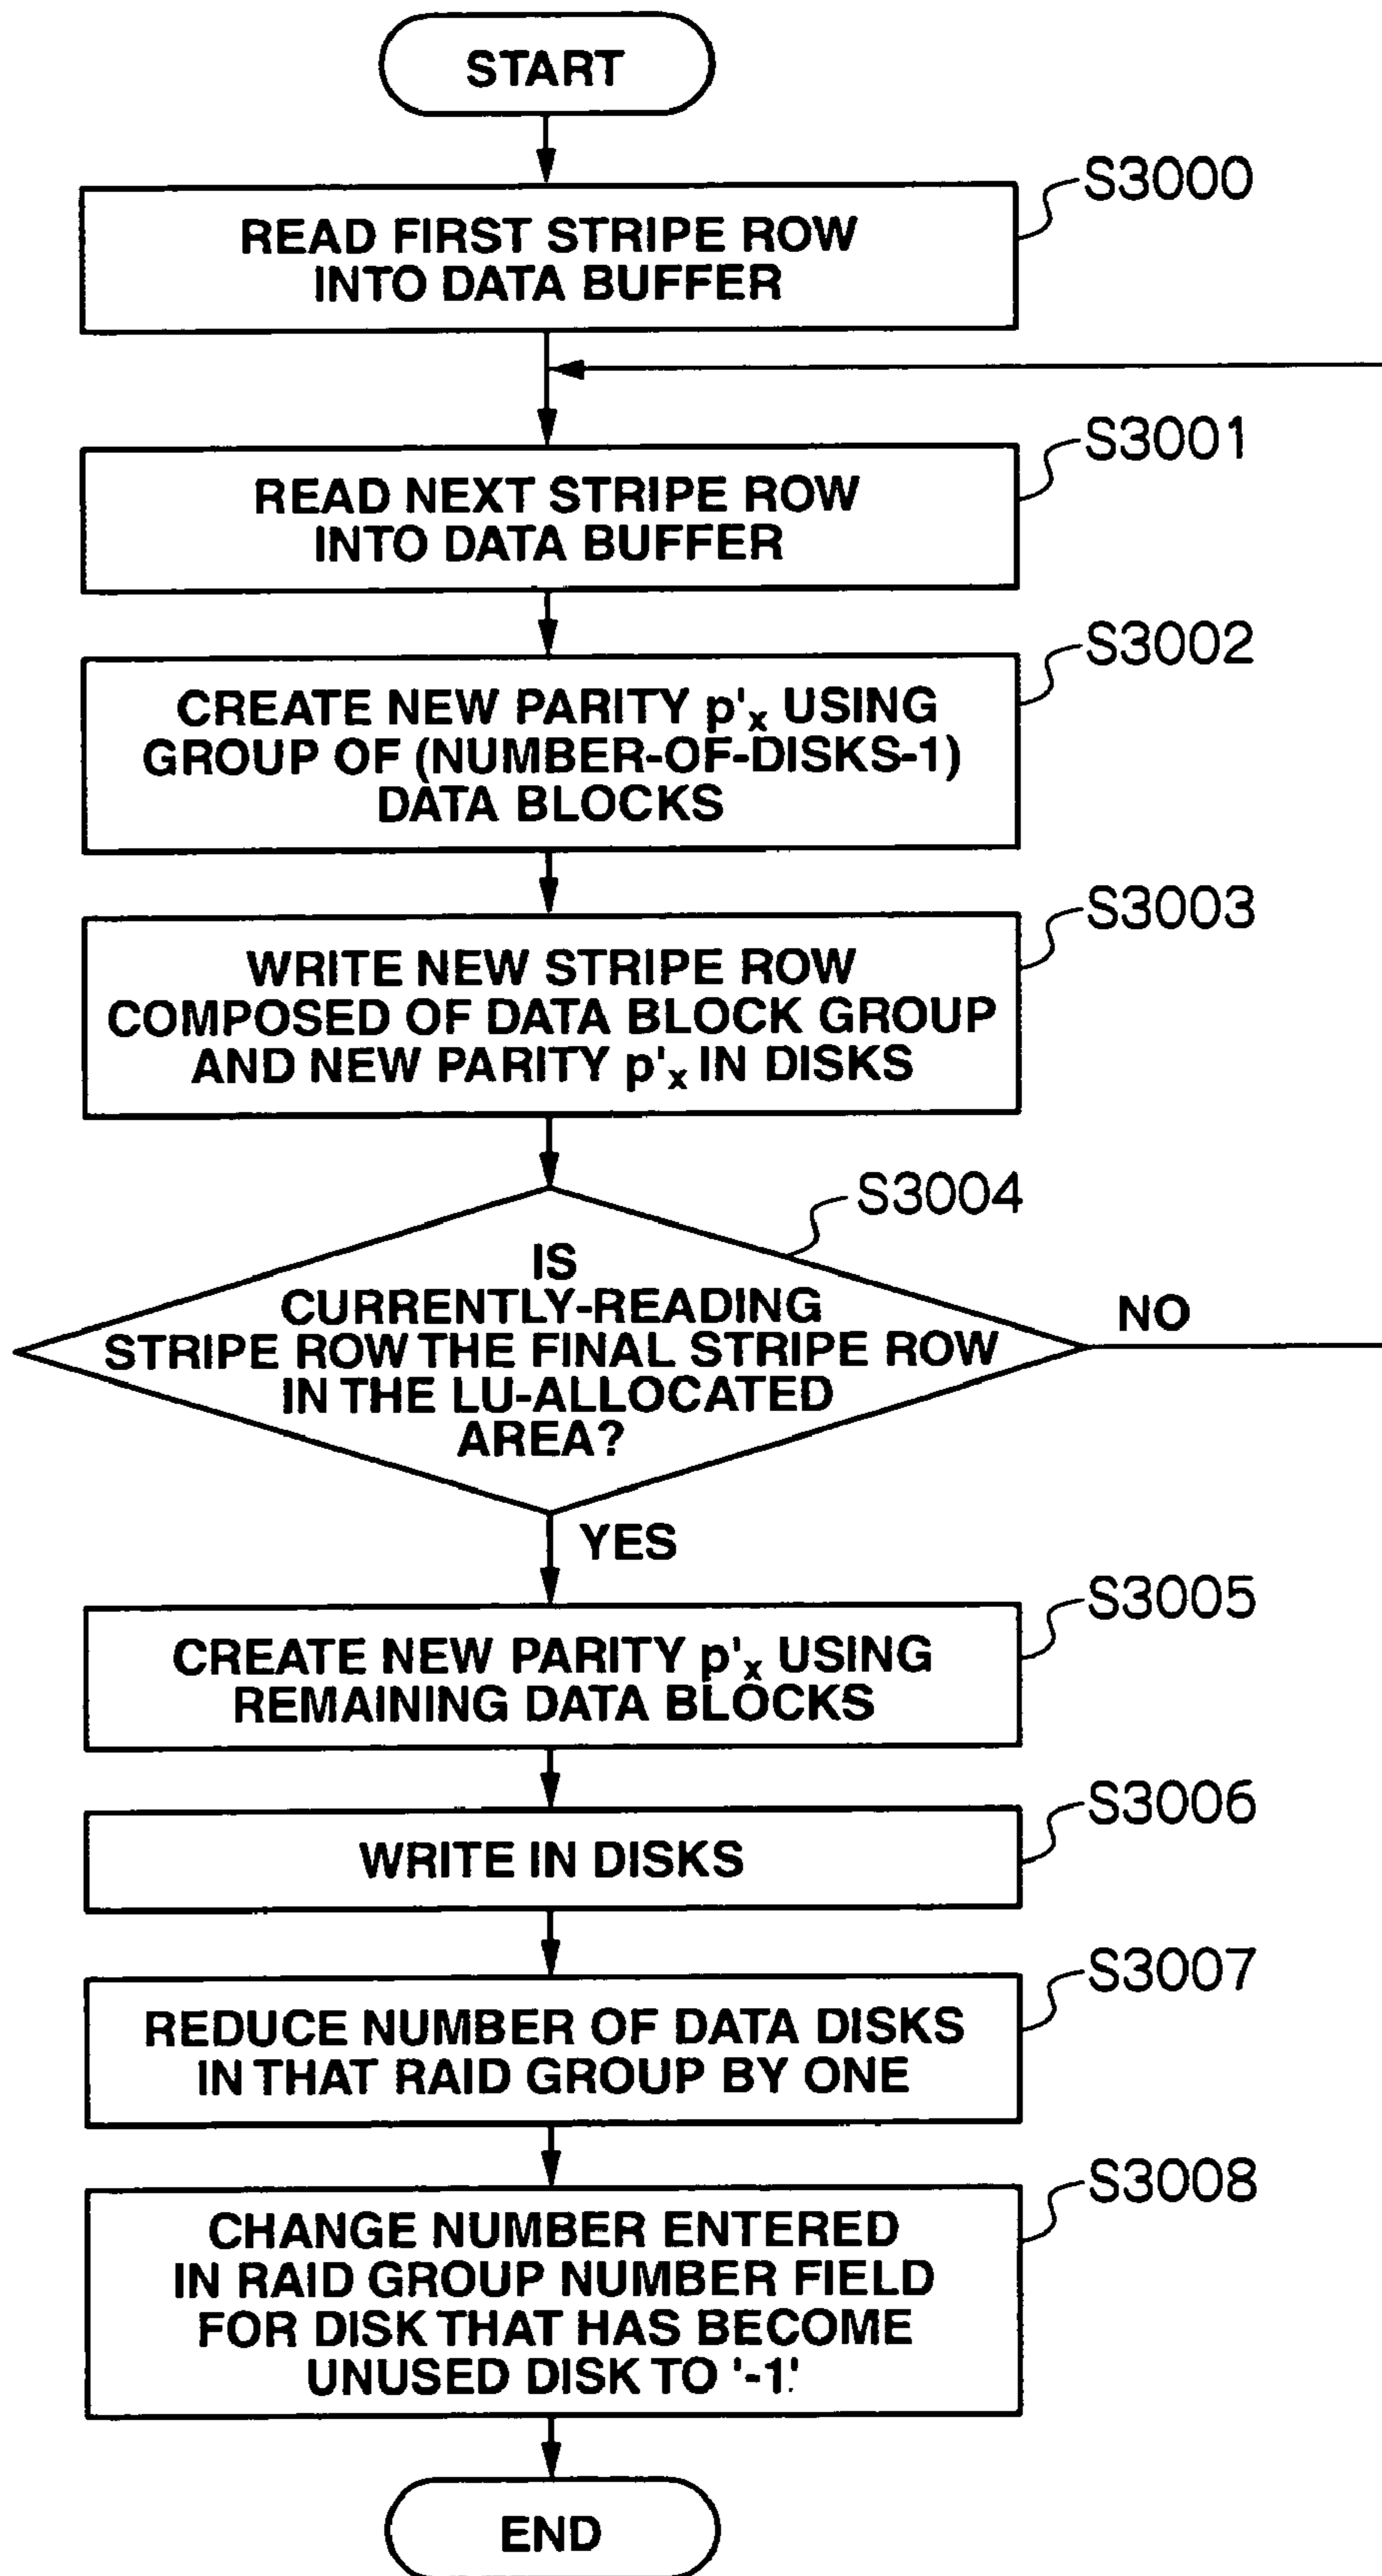 START
S3000
READ FIRST STRIPE ROW
INTO DATA BUFFER
S3001
READ NEXT STRIPE ROW
INTO DATA BUFFER
S3002
CREATE NEW PARITY p'x USING
GROUP OF (NUMBER-OF-DISKS-1)
DATA BLOCKS
S3003
WRITE NEW STRIPE ROW
COMPOSED OF DATA BLOCK GROUP
AND NEW PARITY p'x IN DISKS
S3004
IS
CURRENTLY-READING
STRIPE ROW THE FINAL STRIPE ROW
IN THE LU-ALLOCATED
AREA?
NO
YES
S3005
CREATE NEW PARITY p'x USING
REMAINING DATA BLOCKS
S3006
WRITE IN DISKS
S3007
REDUCE NUMBER OF DATA DISKS
IN THAT RAID GROUP BY ONE
S3008
CHANGE NUMBER ENTERED
IN RAID GROUP NUMBER FIELD
FOR DISK THAT HAS BECOME
UNUSED DISK TO '-1'
END